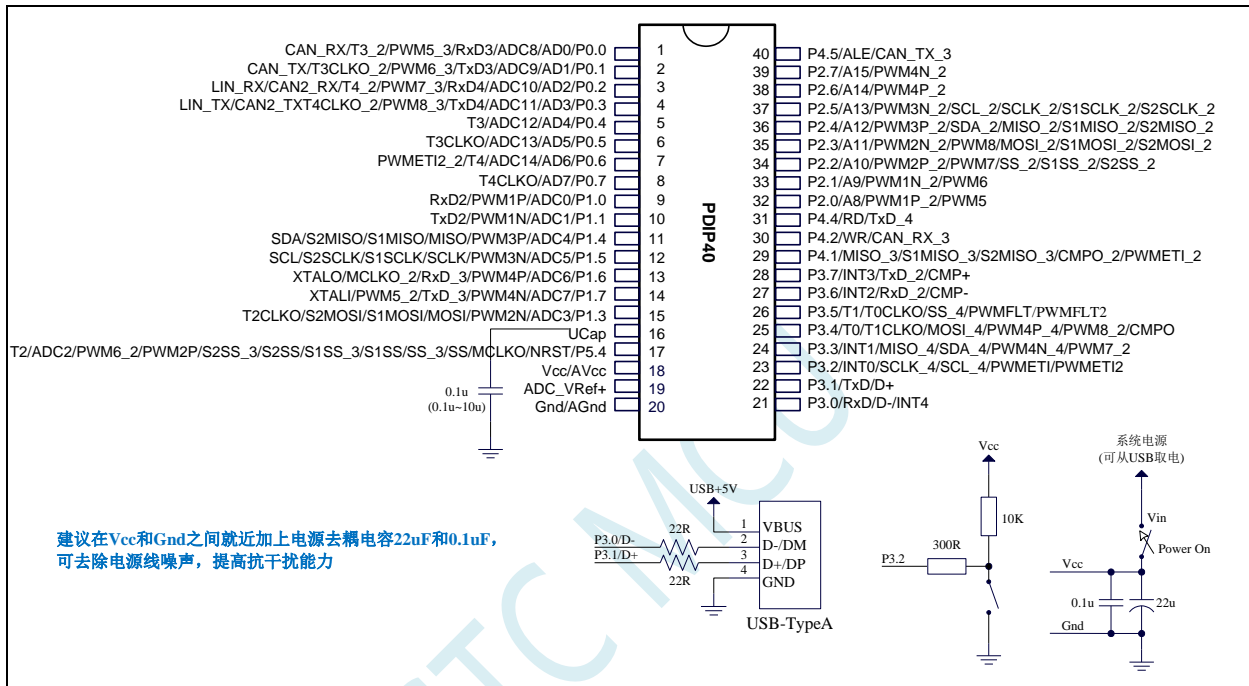 CAN_RX/T3_2/PWM5_3/RxD3/ADC8/AD0/P0.0 1
CAN_TX/T3CLKO_2/PWM6_3/TxD3/ADC9/AD1/P0.1 2
LIN_RX/CAN2_RX/T4_2/PWM7_3/RxD4/ADC10/AD2/P0.2 3
LIN_TX/CAN2_TXT4CLKO_2/PWM8_3/TxD4/ADC11/AD3/P0.3 4
T3/ADC12/AD4/P0.4 5
T3CLKO/ADC13/AD5/P0.5 6
PWMETI2_2/T4/ADC14/AD6/P0.6 7
T4CLKO/AD7/P0.7 8
RxD2/PWM1P/ADC0/P1.0 9
TxD2/PWM1N/ADC1/P1.1 10
SDA/S2MISO/S1MISO/MISO/PWM3P/ADC4/P1.4 11
SCL/S2SCLK/S1SCLK/SCLK/PWM3N/ADC5/P1.5 12
XTALO/MCLKO_2/RxD_3/PWM4P/ADC6/P1.6 13
XTALI/PWM5_2/TxD_3/PWM4N/ADC7/P1.7 14
T2CLKO/S2MOSI/S1MOSI/MOSI/PWM2N/ADC3/P1.3 15
UCap 16
T2/ADC2/PWM6_2/PWM2P/S2SS_3/S2SS/S1SS_3/S1SS/SS_3/SS/MCLKO/NRST/P5.4 17
Vcc/AVcc 18
ADC_VRef+ 19
Gnd/AGnd 20
PDIP40
40 P4.5/ALE/CAN_TX_3
39 P2.7/A15/PWM4N_2
38 P2.6/A14/PWM4P_2
37 P2.5/A13/PWM3N_2/SCL_2/SCLK_2/S1SCLK_2/S2SCLK_2
36 P2.4/A12/PWM3P_2/SDA_2/MISO_2/S1MISO_2/S2MISO_2
35 P2.3/A11/PWM2N_2/PWM8/MOSI_2/S1MOSI_2/S2MOSI_2
34 P2.2/A10/PWM2P_2/PWM7/SS_2/S1SS_2/S2SS_2
33 P2.1/A9/PWM1N_2/PWM6
32 P2.0/A8/PWM1P_2/PWM5
31 P4.4/RD/TxD_4
30 P4.2/WR/CAN_RX_3
29 P4.1/MISO_3/S1MISO_3/S2MISO_3/CMPO_2/PWMETI_2
28 P3.7/INT3/TxD_2/CMP+
27 P3.6/INT2/RxD_2/CMP-
26 P3.5/T1/T0CLKO/SS_4/PWMFLT/PWMFLT2
25 P3.4/T0/T1CLKO/MOSI_4/PWM4P_4/PWM8_2/CMPO
24 P3.3/INT1/MISO_4/SDA_4/PWM4N_4/PWM7_2
23 P3.2/INT0/SCLK_4/SCL_4/PWMETI/PWMETI2
22 P3.1/TxD/D+
21 P3.0/RxD/D-/INT4
0.1u
(0.1u~10u)
建议在Vcc和Gnd之间就近加上电源去耦电容22uF和0.1uF，
可去除电源线噪声，提高抗干扰能力
USB+5V
P3.0/D- 22R
P3.1/D+ 22R
1 VBUS
2 D-/DM
3 D+/DP
4 GND
USB-TypeA
Vcc
10K
300R
P3.2
系统电源
(可从USB取电)
Vin
Power On
Vcc
0.1u 22u
Gnd
STC MCU